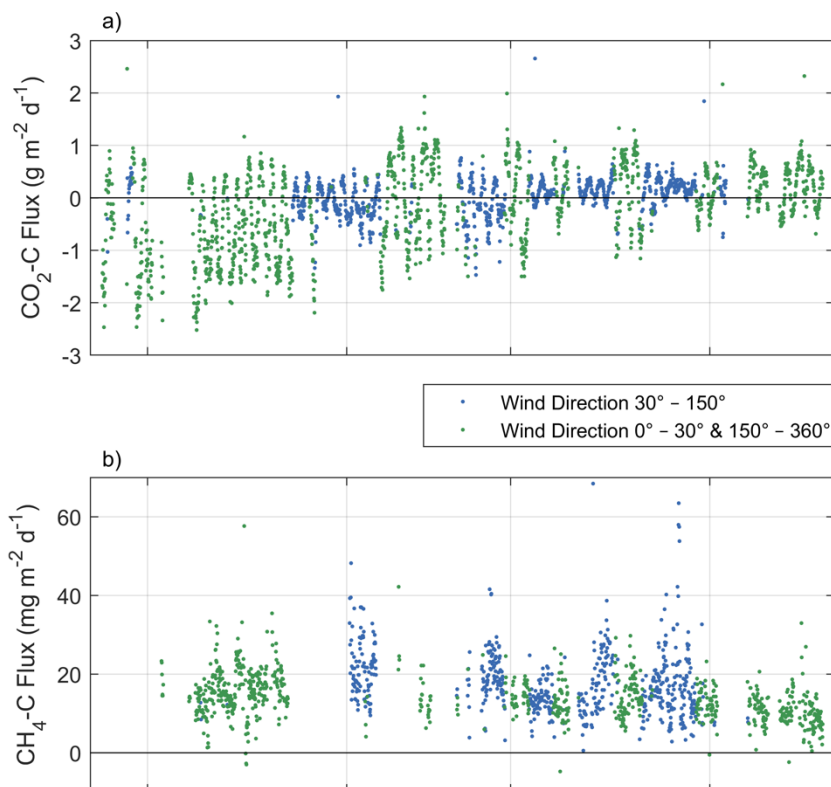 a)
3
2
1
0
-1
-2
-3
CO2-C Flux (g m-2 d-1)
Wind Direction 30° – 150°
Wind Direction 0° – 30° & 150° – 360°
b)
60
40
20
0
CH4-C Flux (mg m-2 d-1)